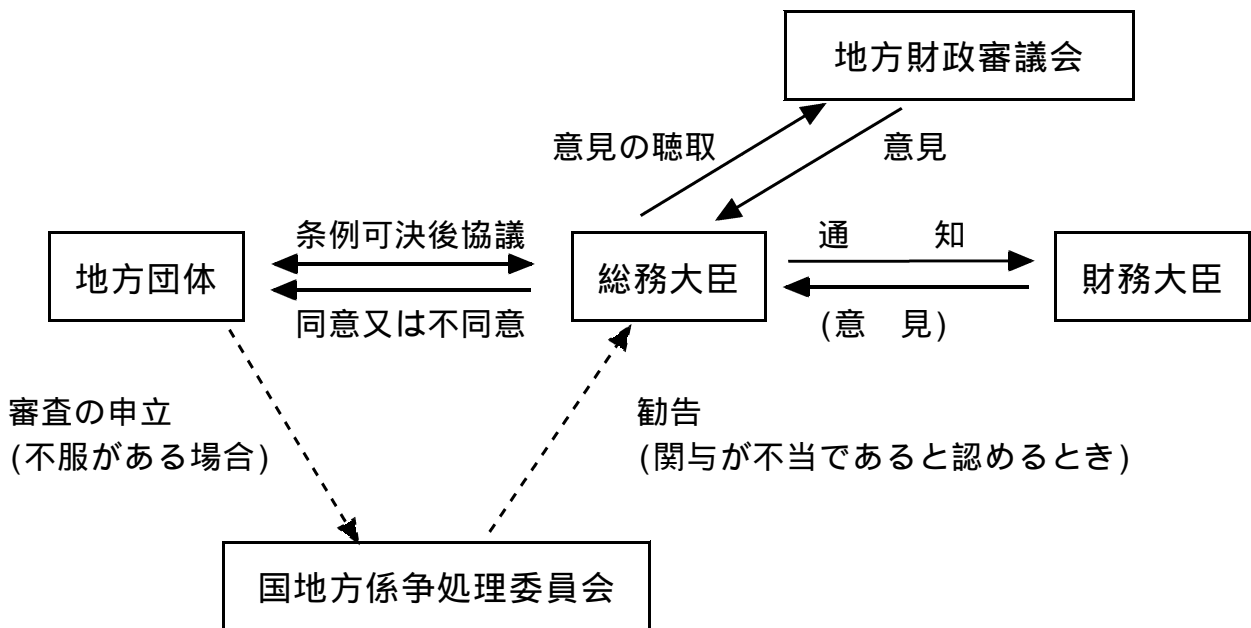 地方財政審議会
意見の聴取
意見
条例可決後協議
通　　知
地方団体
総務大臣
財務大臣
同意又は不同意
(意　見)
審査の申立
(不服がある場合)
勧告
(関与が不当であると認めるとき)
国地方係争処理委員会